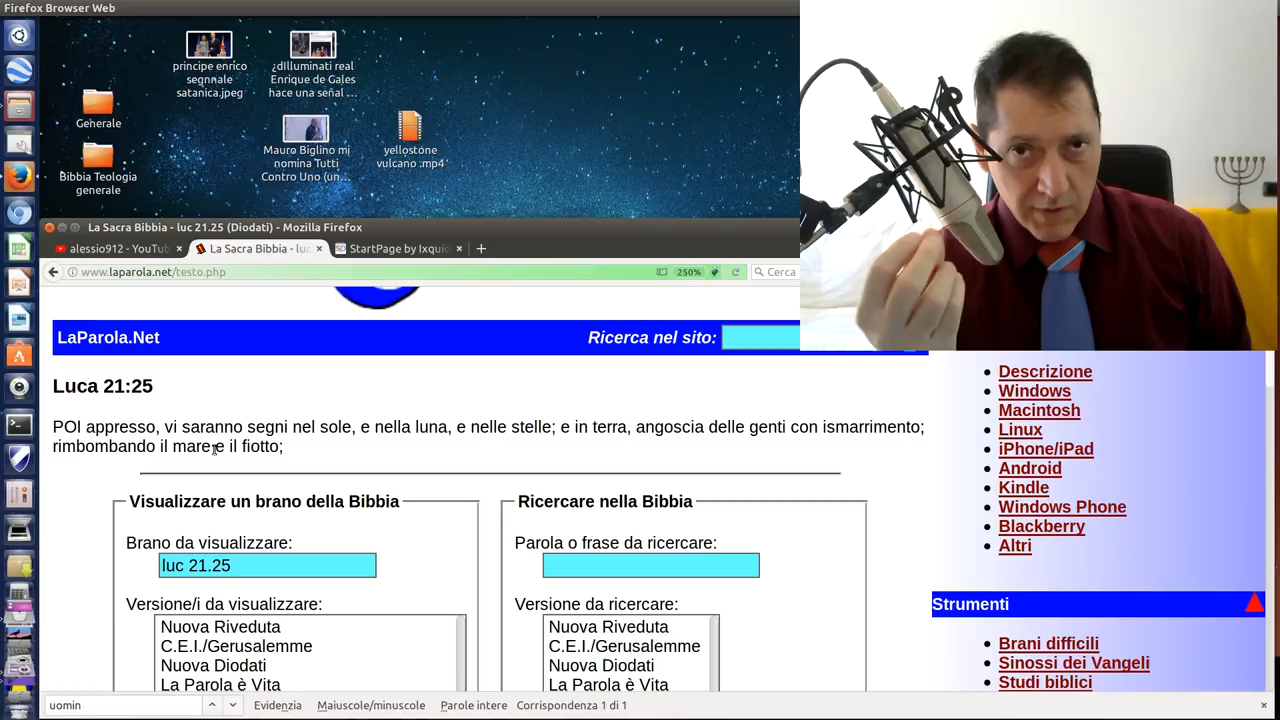 Firefox Browser Web
principe enrico
segnnale
satanica.jpeg
¿dIlluminati real
Enrique de Gales
hace una señal ...
Generale
Mauro Biglino mi
nomina Tutti
Contro Uno (un...
yellostone
vulcano :mp4
Bibbia Teologia
generale
La Sacra Bibbia - luc 21.25 (Diodati) - Mozilla Firefox
alessio912 - YouTub
La Sacra Bibbia - luc
StartPage by Ixquic
www.laparola.net/testo.php
250%
Cerca
LaParola.Net
Ricerca nel sito:
Luca 21:25
POI appresso, vi saranno segni nel sole, e nella luna, e nelle stelle; e in terra, angoscia delle genti con ismarrimento;
rimbombando il mare e il fiotto;
Visualizzare un brano della Bibbia
Brano da visualizzare:
luc 21.25
Versione/i da visualizzare:
Nuova Riveduta
C.E.I./Gerusalemme
Nuova Diodati
La Parola è Vita
Ricercare nella Bibbia
Parola o frase da ricercare:
Versione da ricercare:
Nuova Riveduta
C.E.I./Gerusalemme
Nuova Diodati
La Parola è Vita
Descrizione
Windows
Macintosh
Linux
iPhone/iPad
Android
Kindle
Windows Phone
Blackberry
Altri
Strumenti
Brani difficili
Sinossi dei Vangeli
Studi biblici
uomin
Evidenzia
Maiuscole/minuscole
Parole intere
Corrispondenza 1 di 1